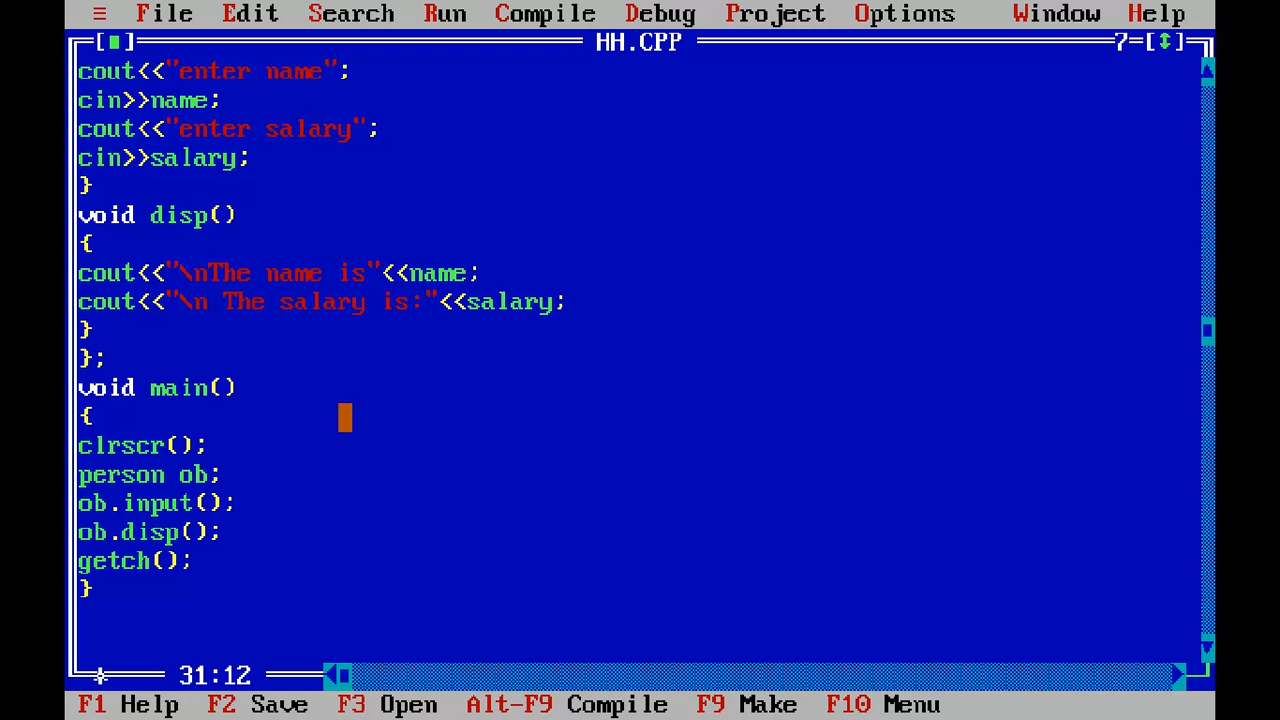 ≡ File Edit Search Run Compile Debug Project Options Window Help
HH.CPP 7
cout<<"enter name";
cin>>name;
cout<<"enter salary";
cin>>salary;
}
void disp()
{
cout<<"\nThe name is"<<name;
cout<<"\n The salary is:"<<salary;
}
};
void main()
{
clrscr();
person ob;
ob.input();
ob.disp();
getch();
}
31:12
F1 Help F2 Save F3 Open Alt-F9 Compile F9 Make F10 Menu